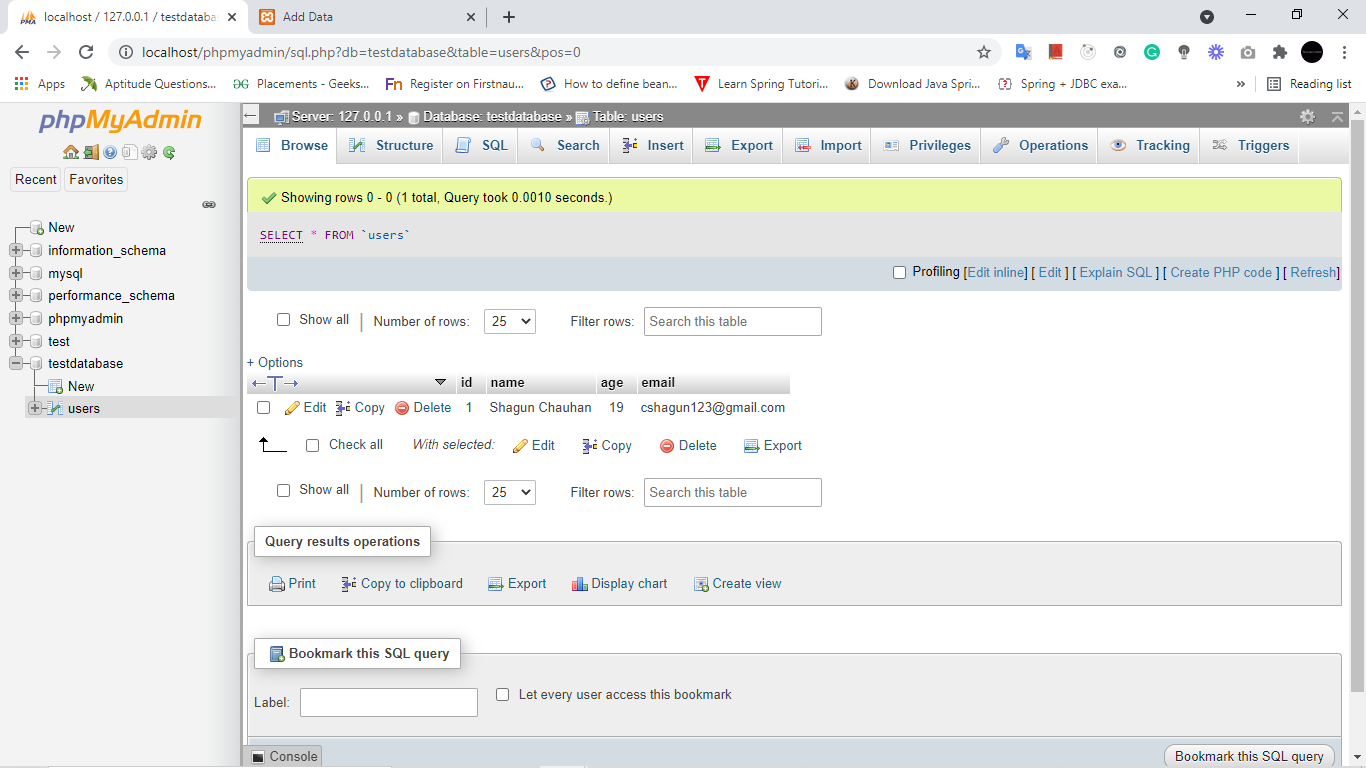 localhost / 127.0.0.1 / testdataba
Add Data
localhost/phpmyadmin/sql.php?db=testdatabase&table=users&pos=0
Apps Aptitude Questions... Placements - Geeks... Register on Firstnau... How to define bean... Learn Spring Tutori... Download Java Spri... Spring + JDBC exa... » Reading list
phpMyAdmin
Recent Favorites
New
information_schema
mysql
performance_schema
phpmyadmin
test
testdatabase
New
users
Server: 127.0.0.1 » Database: testdatabase » Table: users
Browse Structure SQL Search Insert Export Import Privileges Operations Tracking Triggers
Showing rows 0 - 0 (1 total, Query took 0.0010 seconds.)
SELECT * FROM `users`
Profiling [Edit inline] [ Edit ] [ Explain SQL ] [ Create PHP code ] [ Refresh]
Show all | Number of rows: 25 Filter rows: Search this table
+ Options
←T→ id name age email
Edit Copy Delete 1 Shagun Chauhan 19 cshagun123@gmail.com
Check all With selected: Edit Copy Delete Export
Show all | Number of rows: 25 Filter rows: Search this table
Query results operations
Print Copy to clipboard Export Display chart Create view
Bookmark this SQL query
Label: Let every user access this bookmark
Console
Bookmark this SQL query